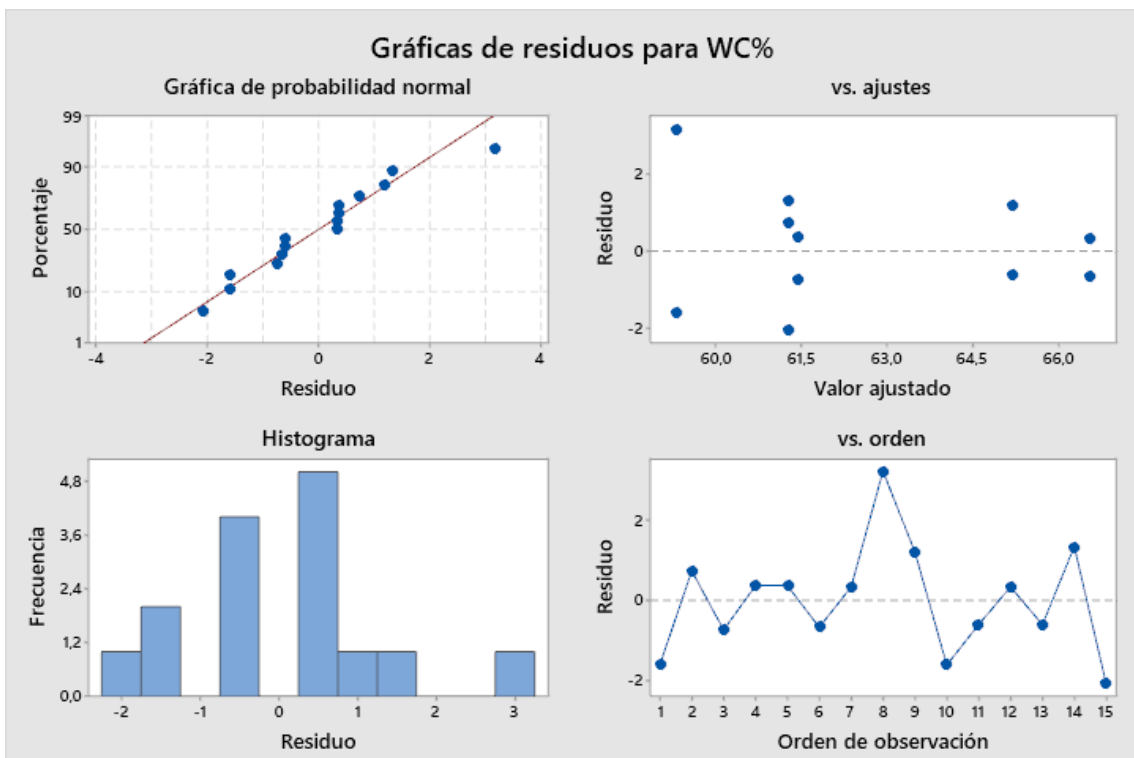 Gráficas de residuos para WC%
Gráfica de probabilidad normal
99
90
50
10
1
Porcentaje
-4 -2 0 2 4
Residuo
vs. ajustes
2
0
-2
Residuo
60,0 61,5 63,0 64,5 66,0
Valor ajustado
Histograma
4,8
3,6
2,4
1,2
0,0
Frecuencia
-2 -1 0 1 2 3
Residuo
vs. orden
2
0
-2
Residuo
1 2 3 4 5 6 7 8 9 10 11 12 13 14 15
Orden de observación